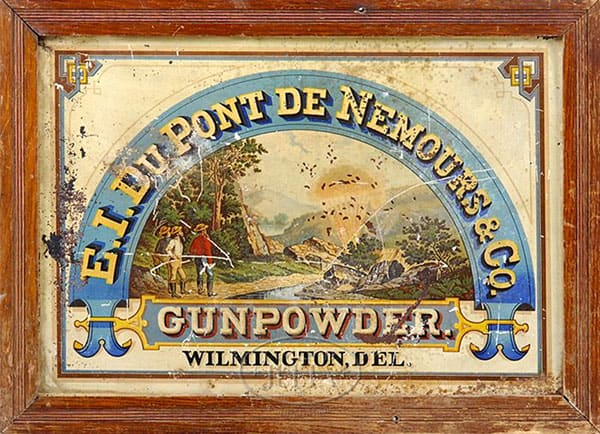 E. I. DU PONT DE NEMOURS & CO.
GUNPOWDER.
WILMINGTON, DEL.